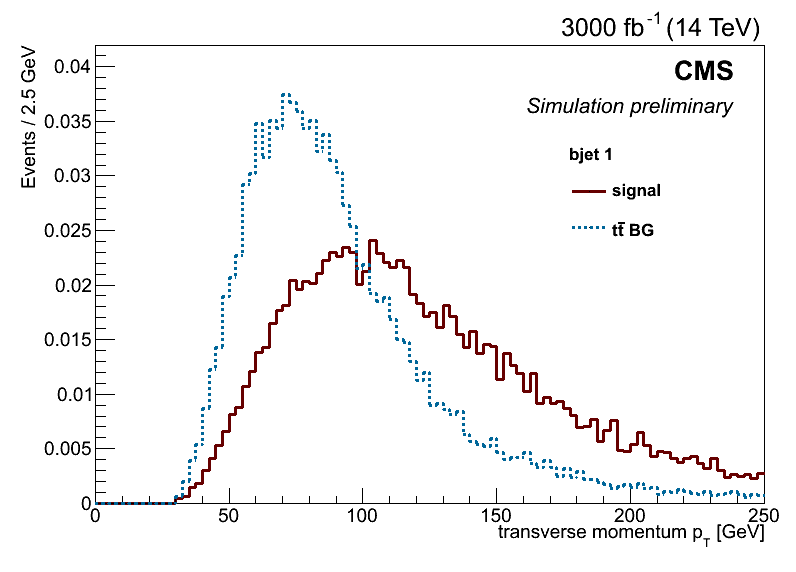 3000 fb⁻¹ (14 TeV)
Events / 2.5 GeV
CMS
Simulation preliminary
bjet 1
signal
tt̄ BG
0.04
0.035
0.03
0.025
0.02
0.015
0.01
0.005
0
0 50 100 150 200 250
transverse momentum p_T [GeV]